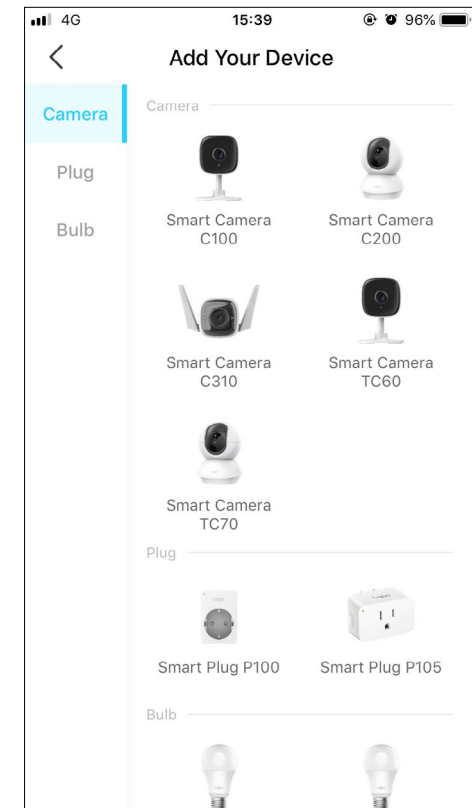 4G 15:39 96%
Add Your Device
Camera
Plug
Bulb
Camera
Smart Camera C100
Smart Camera C200
Smart Camera C310
Smart Camera TC60
Smart Camera TC70
Plug
Smart Plug P100
Smart Plug P105
Bulb